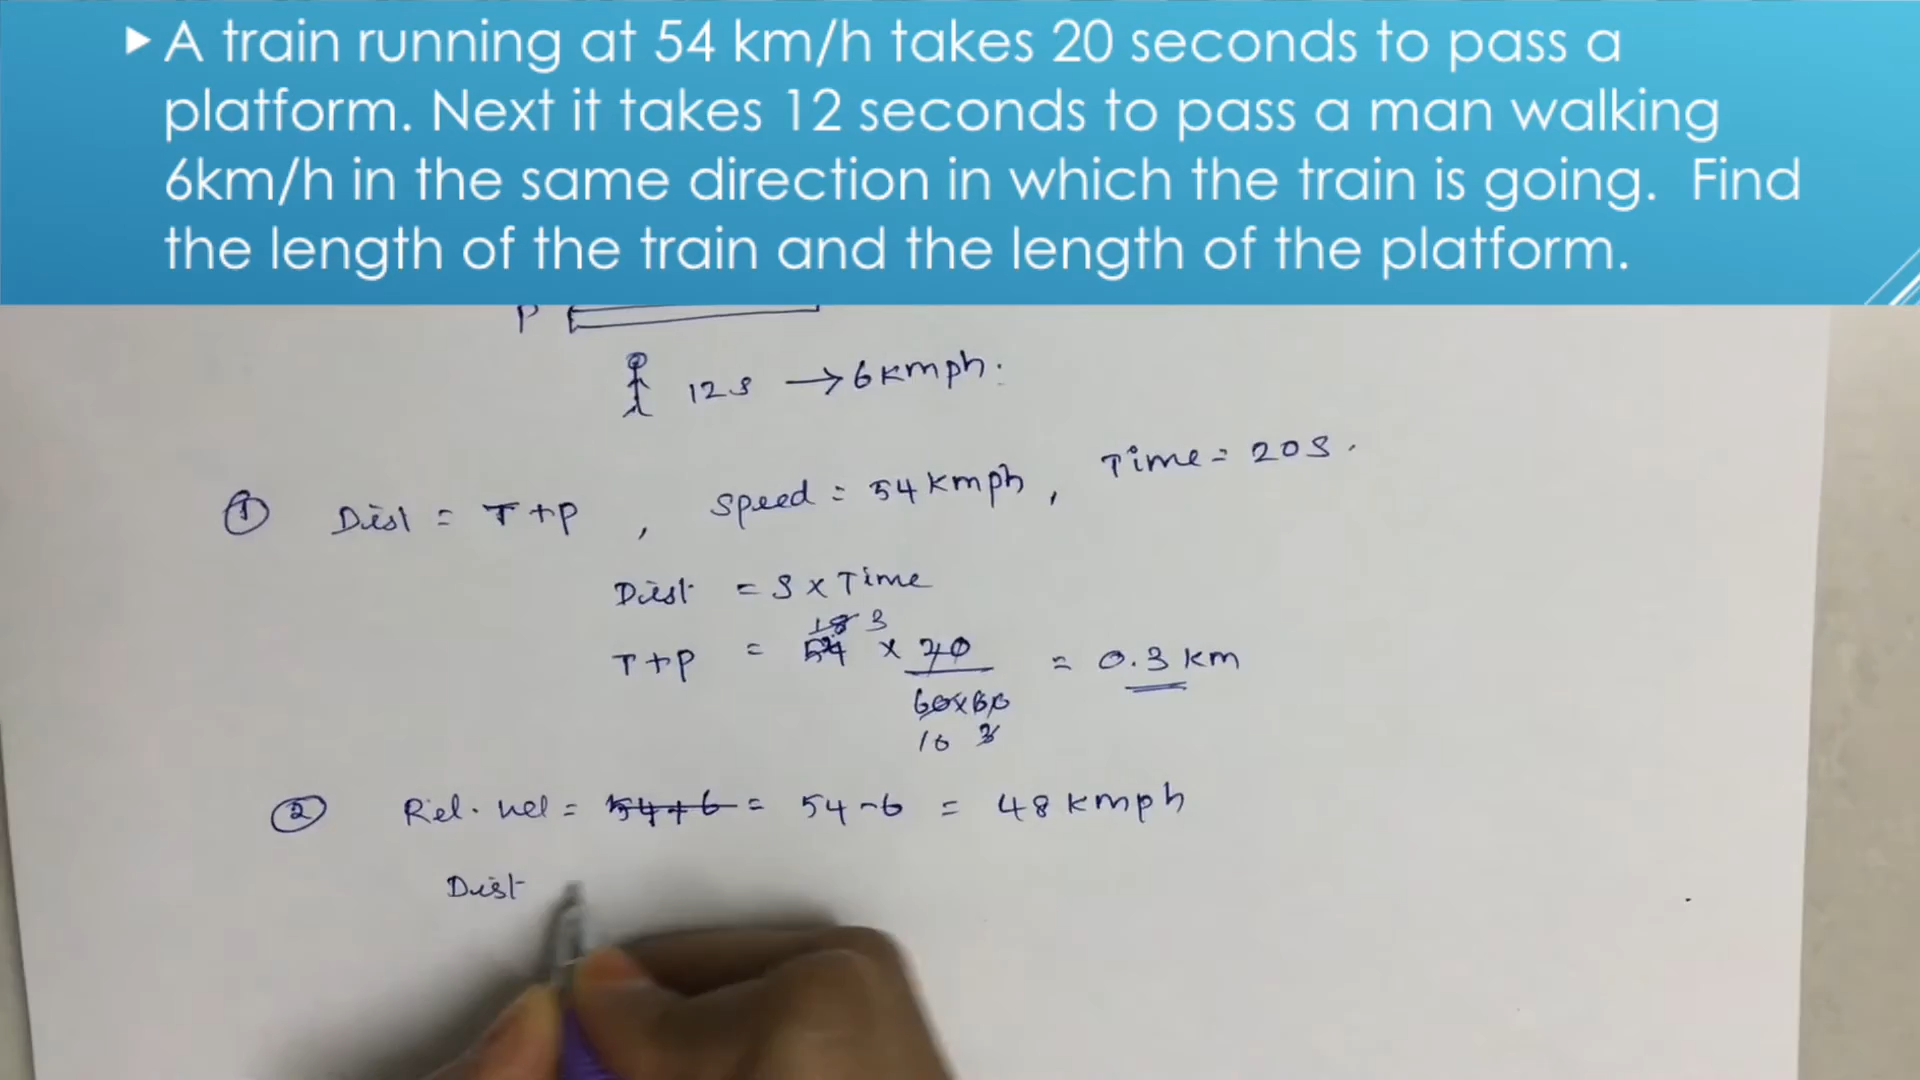 A train running at 54 km/h takes 20 seconds to pass a
platform. Next it takes 12 seconds to pass a man walking
6km/h in the same direction in which the train is going. Find
the length of the train and the length of the platform.
P
12s → 6kmph.
① Dist = T+P , speed = 54 kmph , Time = 20s.
Dist = S x Time
18 3
T+P = 54 x 20 = 0.3 km
60x60
10 3
② Rel. vel = 54+6 = 54-6 = 48 kmph
Dist